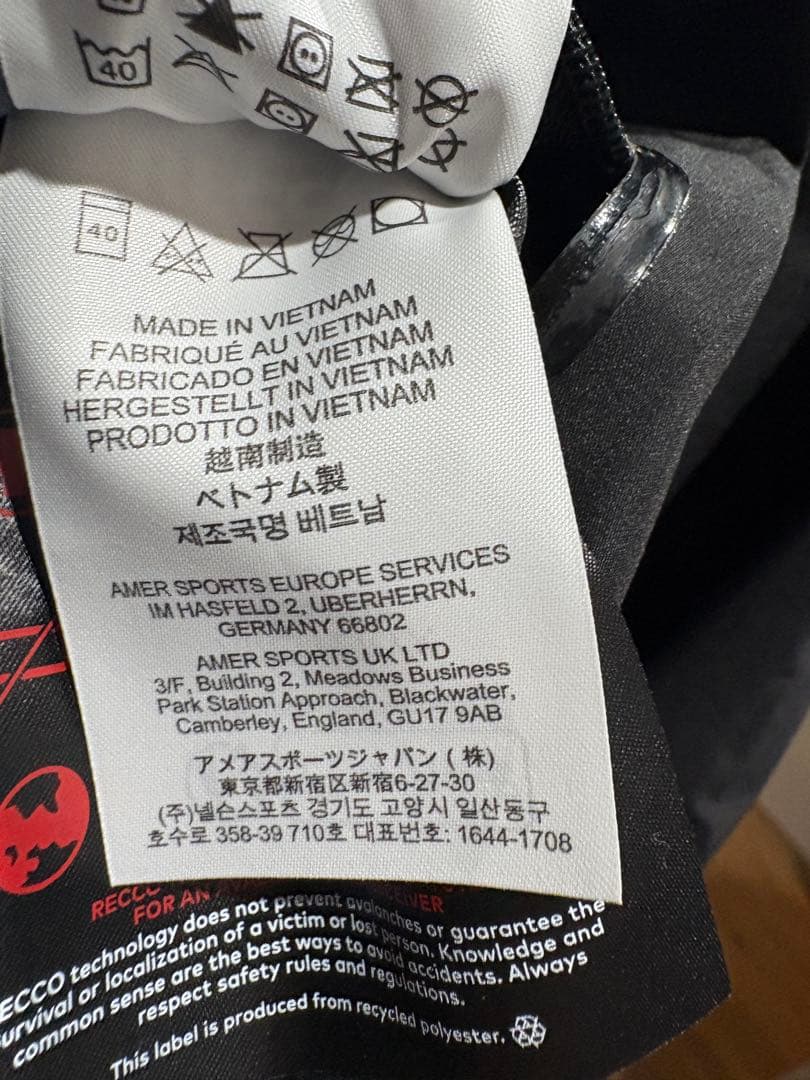 40
40
MADE IN VIETNAM
FABRIQUÉ AU VIETNAM
FABRICADO EN VIETNAM
HERGESTELLT IN VIETNAM
PRODOTTO IN VIETNAM
越南制造
ベトナム製
제조국명 베트남
AMER SPORTS EUROPE SERVICES
IM HASFELD 2, UBERHERRN,
GERMANY 66802
AMER SPORTS UK LTD
3/F, Building 2, Meadows Business
Park Station Approach, Blackwater,
Camberley, England, GU17 9AB
アメアスポーツジャパン (株)
東京都新宿区新宿6-27-30
(주)넬슨스포츠 경기도 고양시 일산동구
호수로 358-39 710호 대표번호: 1644-1708
FOR AN
ECCO technology does not prevent avalanches or guarantee the
survival or localization of a victim or lost person. Knowledge and
common sense are the best ways to avoid accidents. Always
respect safety rules and regulations.
This label is produced from recycled polyester.